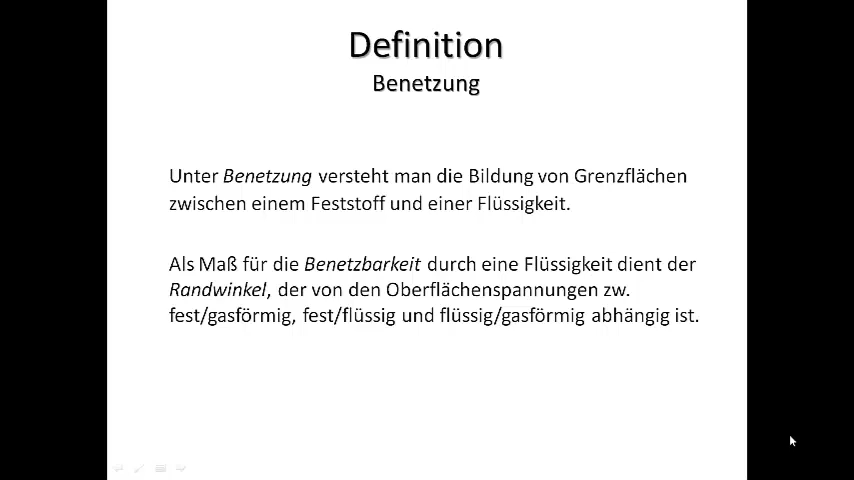 Definition
Benetzung
Unter Benetzung versteht man die Bildung von Grenzflächen
zwischen einem Feststoff und einer Flüssigkeit.
Als Maß für die Benetzbarkeit durch eine Flüssigkeit dient der
Randwinkel, der von den Oberflächenspannungen zw.
fest/gasförmig, fest/flüssig und flüssig/gasförmig abhängig ist.